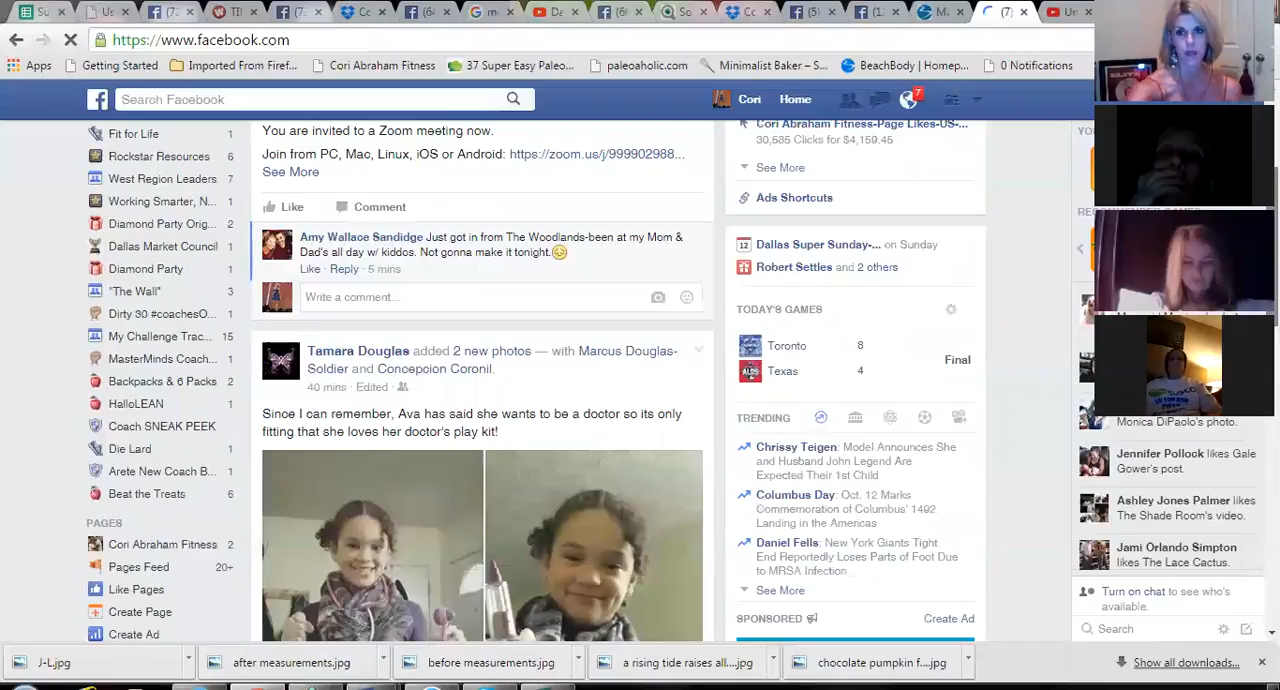 Us
(7
TI
(7
Co
(6
me
Da
(6
So
Co
(5)
(1
M
(7)
Un
https://www.facebook.com
Apps
Getting Started
Imported From Firef...
Cori Abraham Fitness
37 Super Easy Paleo...
paleoaholic.com
Minimalist Baker – S...
BeachBody | Homep...
0 Notifications
Search Facebook
Cori
Home
7
Fit for Life 1
Rockstar Resources 6
West Region Leaders 7
Working Smarter, N... 1
Diamond Party Orig... 2
Dallas Market Council 1
Diamond Party 1
"The Wall" 3
Dirty 30 #coachesO... 1
My Challenge Trac... 15
MasterMinds Coach... 1
Backpacks & 6 Packs 2
HalloLEAN 1
Coach SNEAK PEEK
Die Lard 1
Arete New Coach B... 1
Beat the Treats 6
PAGES
Cori Abraham Fitness 2
Pages Feed 20+
Like Pages
Create Page
Create Ad
You are invited to a Zoom meeting now.
Join from PC, Mac, Linux, iOS or Android: https://zoom.us/j/999902988...
See More
Like Comment
Amy Wallace Sandidge Just got in from The Woodlands-been at my Mom &
Dad's all day w/ kiddos. Not gonna make it tonight.😔
Like · Reply · 5 mins
Write a comment...
Tamara Douglas added 2 new photos — with Marcus Douglas-
Soldier and Concepcion Coronil.
40 mins · Edited ·
Since I can remember, Ava has said she wants to be a doctor so its only
fitting that she loves her doctor's play kit!
Cori Abraham Fitness-Page Likes-US-...
30,585 Clicks for $4,159.45
See More
Ads Shortcuts
12
Dallas Super Sunday-... on Sunday
Robert Settles and 2 others
TODAY'S GAMES
Toronto 8
Texas 4
Final
TRENDING
Chrissy Teigen: Model Announces She
and Husband John Legend Are
Expected Their 1st Child
Columbus Day: Oct. 12 Marks
Commemoration of Columbus' 1492
Landing in the Americas
Daniel Fells: New York Giants Tight
End Reportedly Loses Parts of Foot Due
to MRSA Infection
See More
SPONSORED
Create Ad
YO
Monica DiPaolo's photo.
Jennifer Pollock likes Gale
Gower's post.
Ashley Jones Palmer likes
The Shade Room's video.
Jami Orlando Simpton
likes The Lace Cactus.
Turn on chat to see who's
available.
Search
J-L.jpg
after measurements.jpg
before measurements.jpg
a rising tide raises all....jpg
chocolate pumpkin f....jpg
Show all downloads...